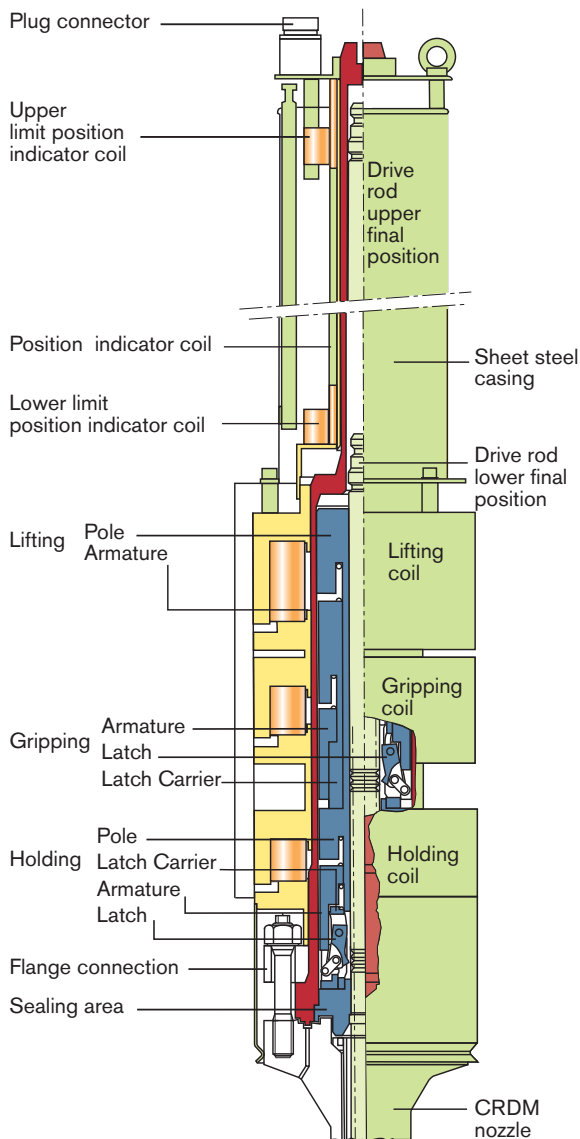 Plug connector
Upper
limit position
indicator coil
Drive
rod
upper
final
position
Position indicator coil
Sheet steel
casing
Lower limit
position indicator coil
Drive rod
lower final
position
Lifting
Pole
Armature
Lifting
coil
Gripping
coil
Gripping
Armature
Latch
Latch Carrier
Holding
Pole
Latch Carrier
Armature
Latch
Holding
coil
Flange connection
Sealing area
CRDM
nozzle